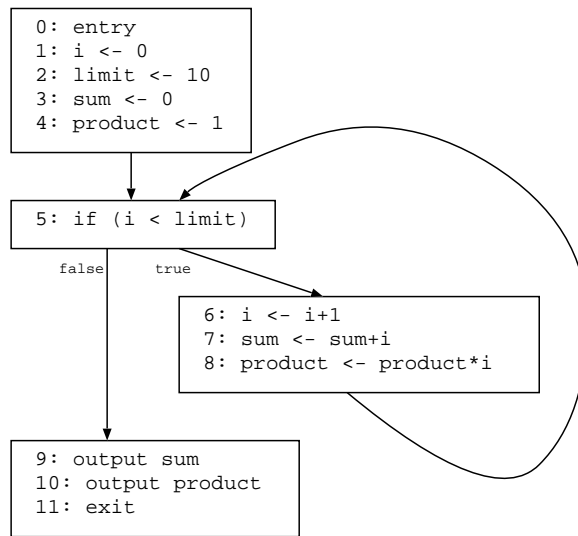 0: entry
1: i <- 0
2: limit <- 10
3: sum <- 0
4: product <- 1
5: if (i < limit)
false
true
6: i <- i+1
7: sum <- sum+i
8: product <- product*i
9: output sum
10: output product
11: exit